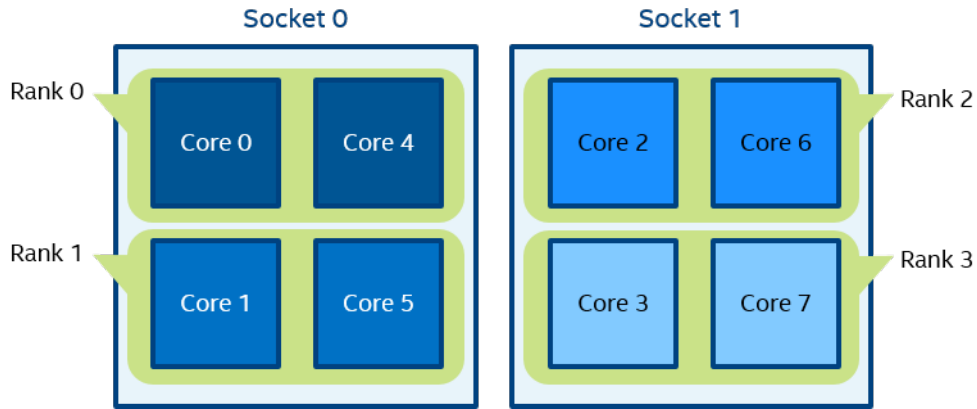 Socket 0
Socket 1
Rank 0
Core 0
Core 4
Core 2
Core 6
Rank 2
Rank 1
Core 1
Core 5
Core 3
Core 7
Rank 3